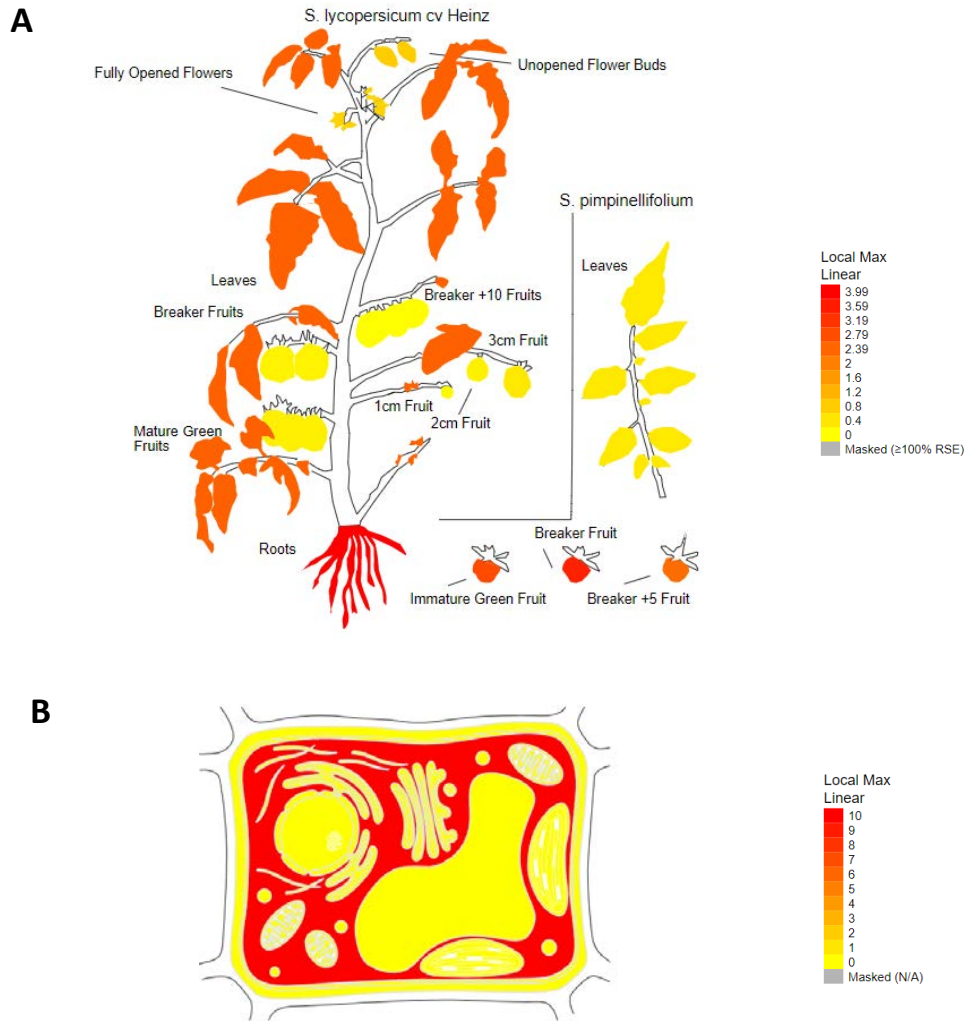 A
S. lycopersicum cv Heinz
Fully Opened Flowers
Unopened Flower Buds
S. pimpinellifolium
Leaves
Leaves
Breaker Fruits
Breaker +10 Fruits
3cm Fruit
1cm Fruit
2cm Fruit
Mature Green
Fruits
Roots
Breaker Fruit
Immature Green Fruit
Breaker +5 Fruit
Local Max
Linear
3.99
3.59
3.19
2.79
2.39
2
1.6
1.2
0.8
0.4
0
Masked (≥100% RSE)
B
Local Max
Linear
10
9
8
7
6
5
4
3
2
1
0
Masked (N/A)